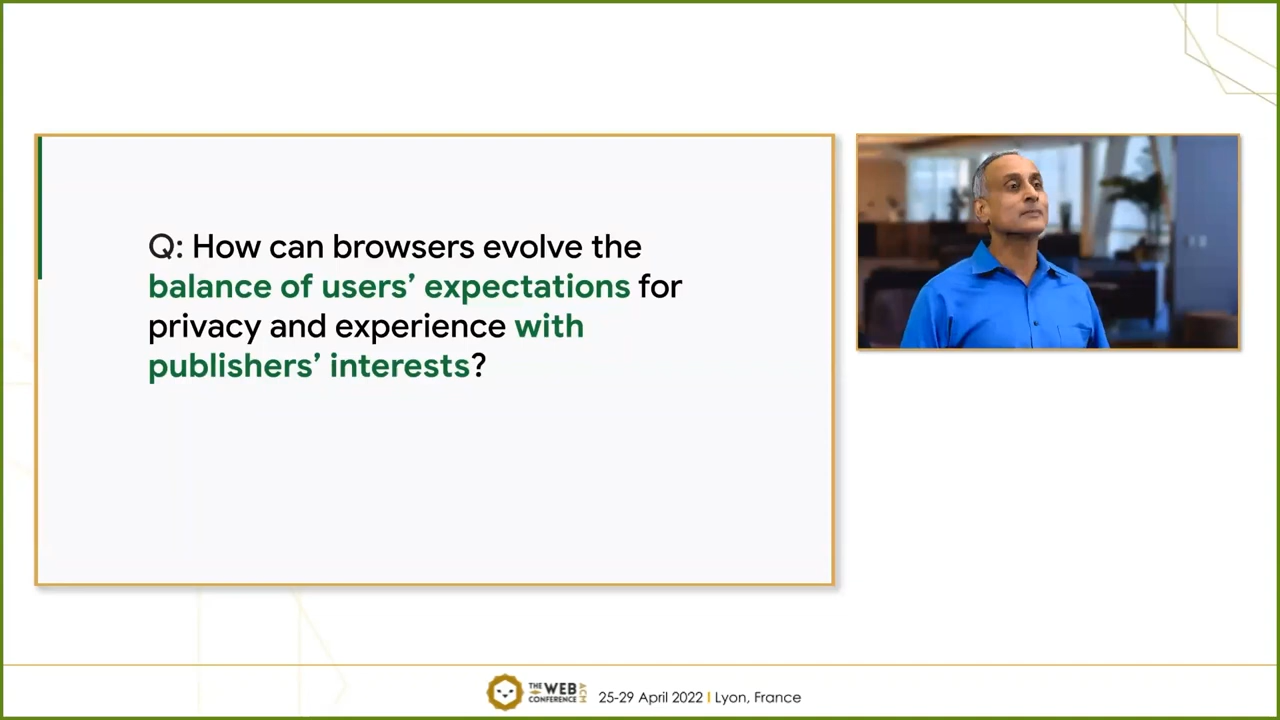 Q: How can browsers evolve the
balance of users’ expectations for
privacy and experience with
publishers’ interests?
THE WEB
CONFERENCE
ACM
25-29 April 2022 I Lyon, France